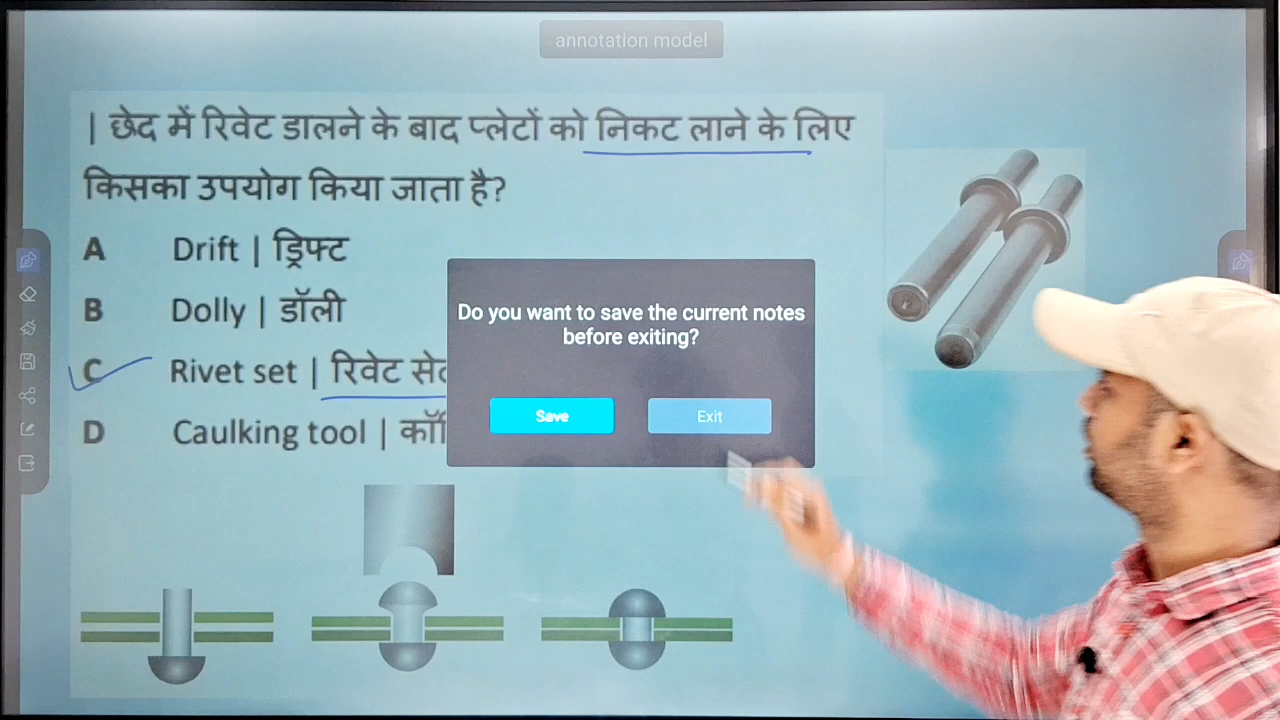 annotation model
| छेद में रिवेट डालने के बाद प्लेटों को निकट लाने के लिए
किसका उपयोग किया जाता है?
A Drift | ड्रिफ्ट
B Dolly | डॉली
C Rivet set | रिवेट
D Caulking tool |
Do you want to save the current notes
before exiting?
Save Exit